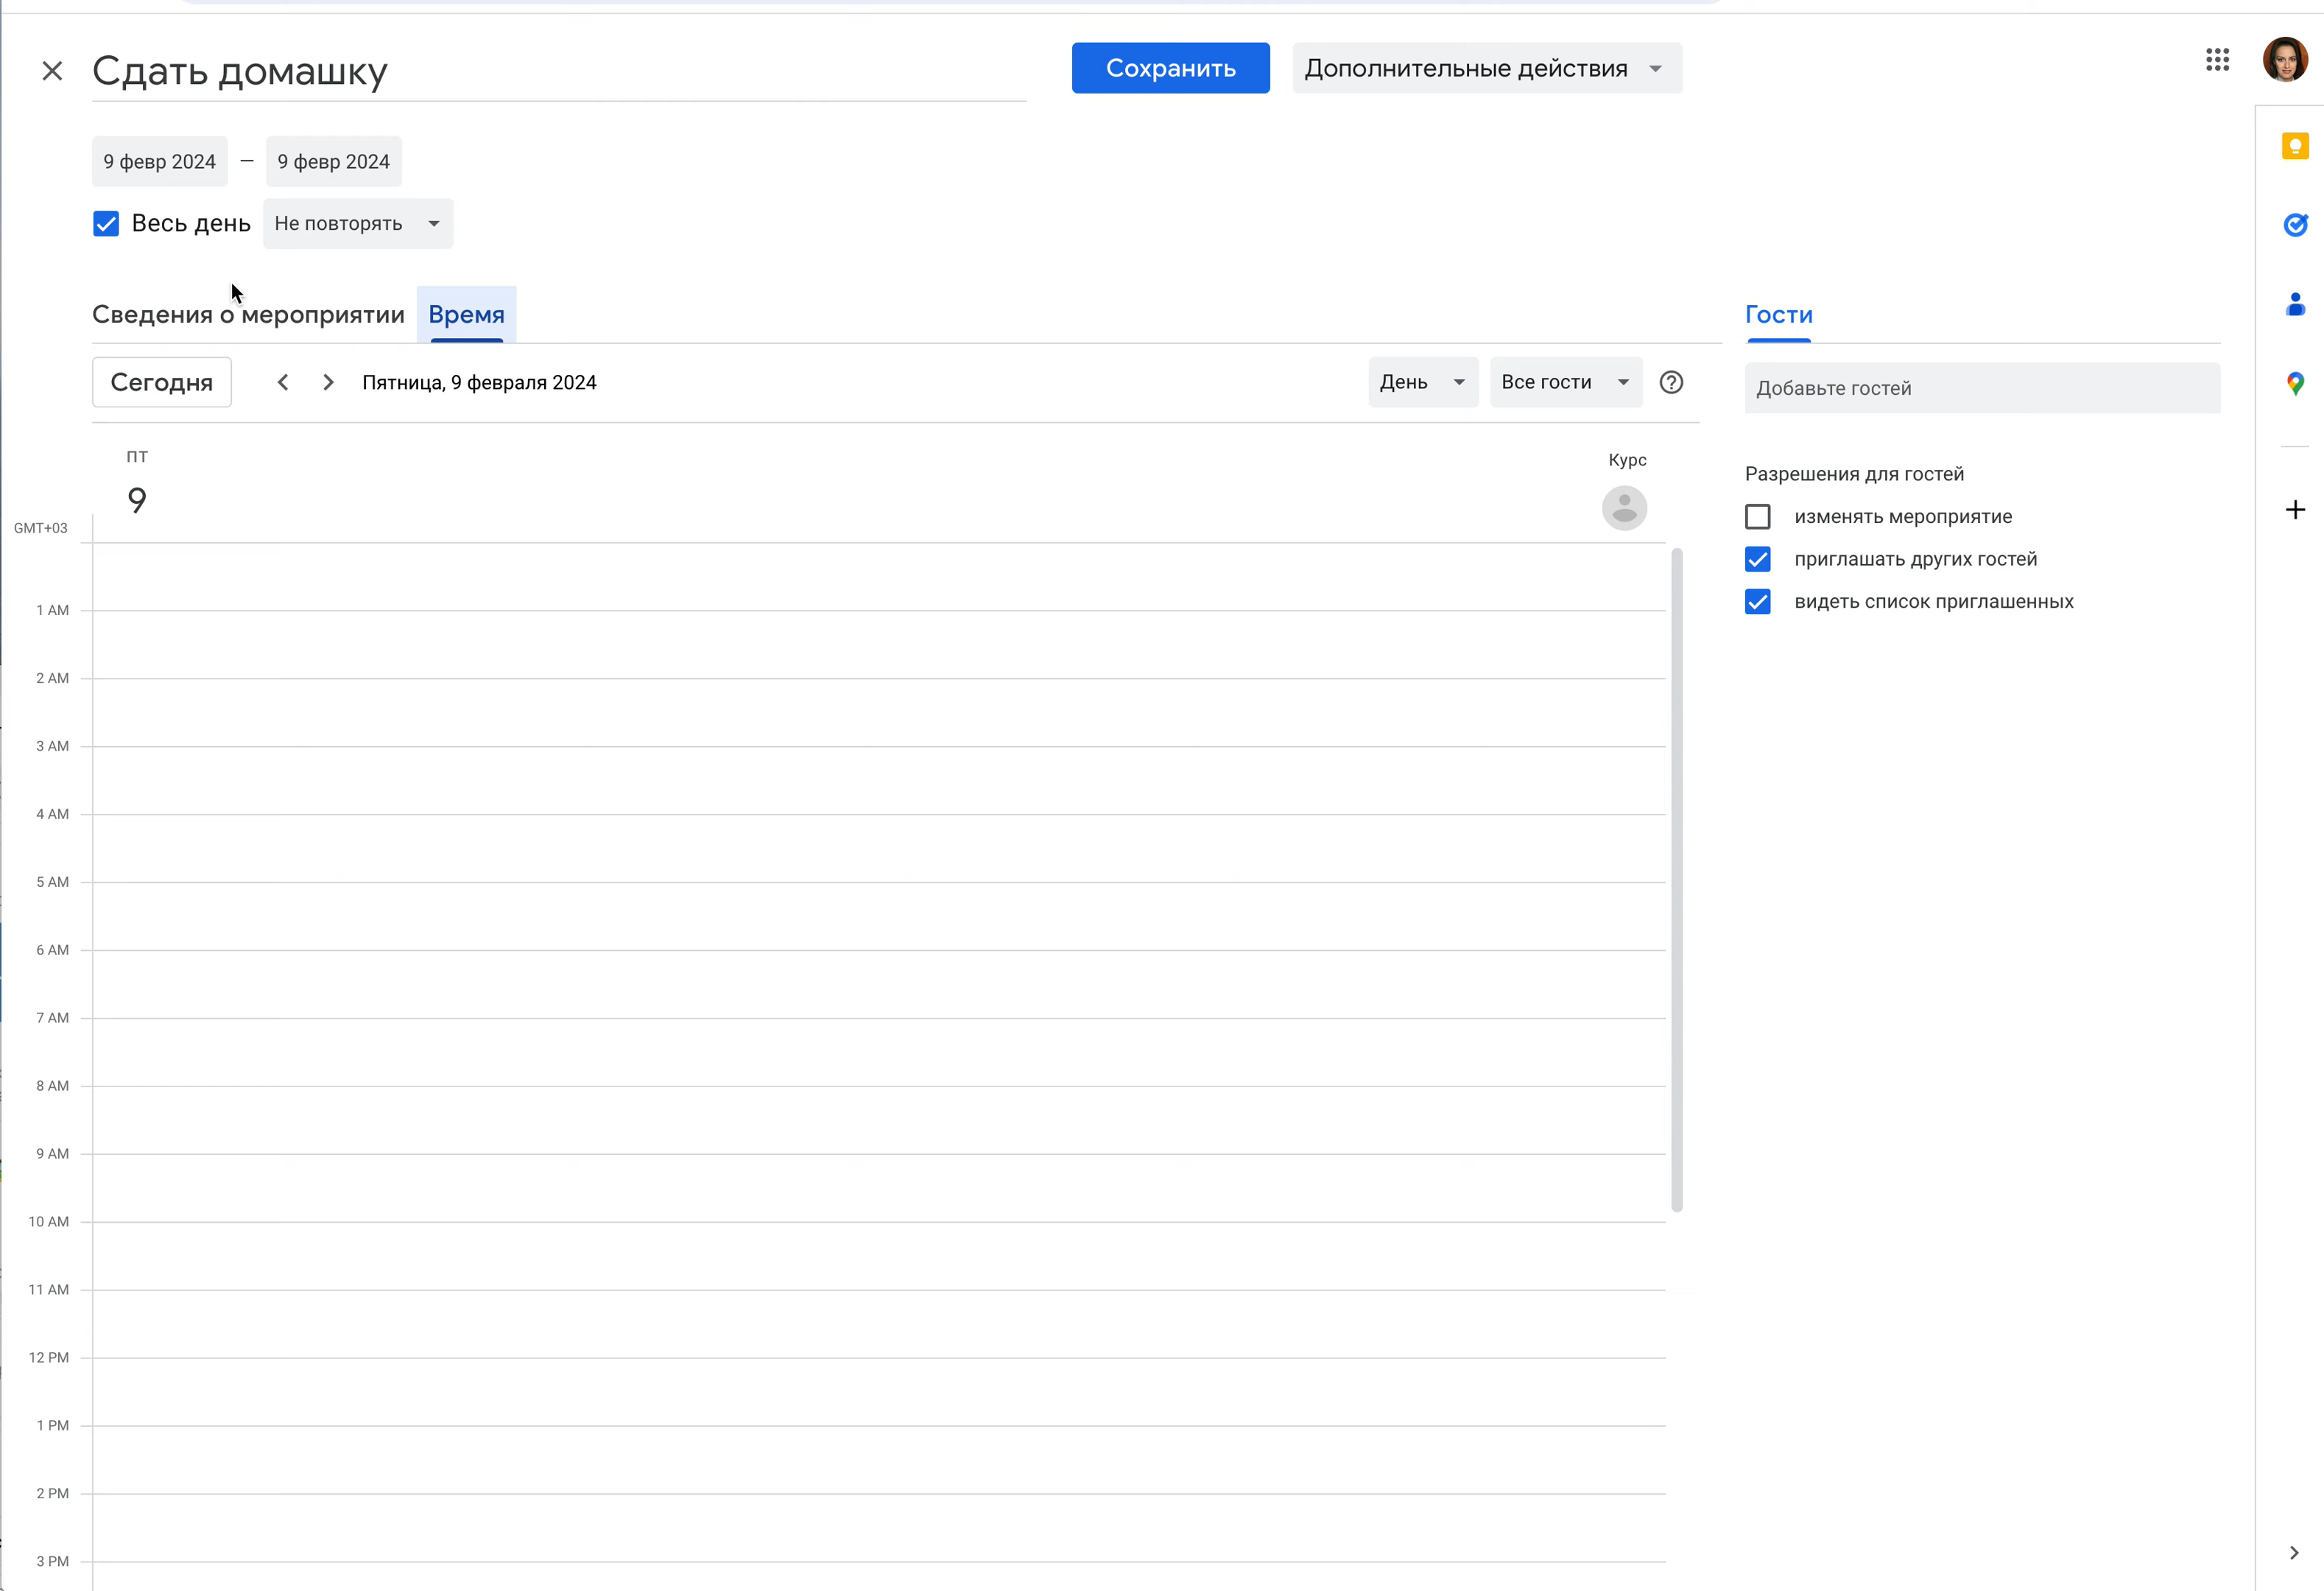 Сдать домашку
Сохранить
Дополнительные действия
9 февр 2024 – 9 февр 2024
Весь день
Не повторять
Сведения о мероприятии
Время
Гости
Сегодня
Пятница, 9 февраля 2024
День
Все гости
Добавьте гостей
ПТ
9
Курс
GMT+03
Разрешения для гостей
изменять мероприятие
приглашать других гостей
видеть список приглашенных
1 AM
2 AM
3 AM
4 AM
5 AM
6 AM
7 AM
8 AM
9 AM
10 AM
11 AM
12 PM
1 PM
2 PM
3 PM